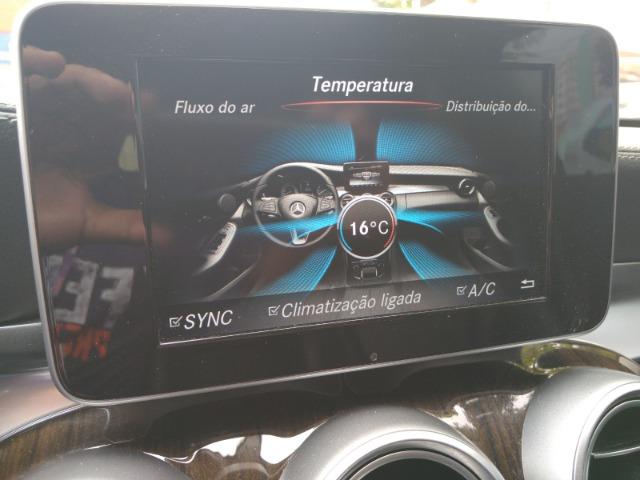 Temperatura
Fluxo do ar
Distribuição do...
16°C
SYNC
Climatização ligada
A/C